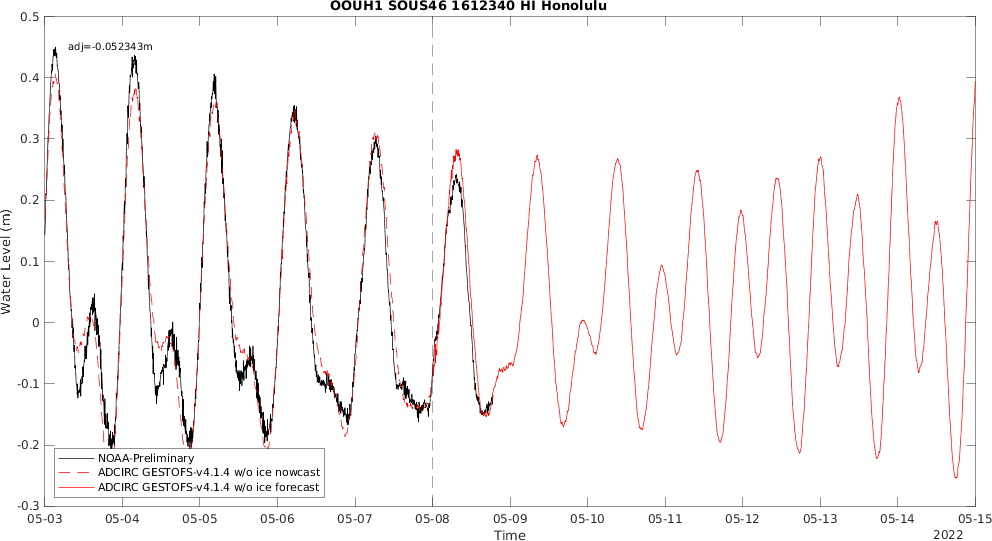 OOUH1 SOUS46 1612340 HI Honolulu
adj=-0.052343m
0.5
0.4
0.3
0.2
0.1
0
-0.1
-0.2
-0.3
Water Level (m)
NOAA-Preliminary
ADCIRC GESTOFS-v4.1.4 w/o ice nowcast
ADCIRC GESTOFS-v4.1.4 w/o ice forecast
05-03 05-04 05-05 05-06 05-07 05-08 05-09 05-10 05-11 05-12 05-13 05-14 05-15
Time
2022